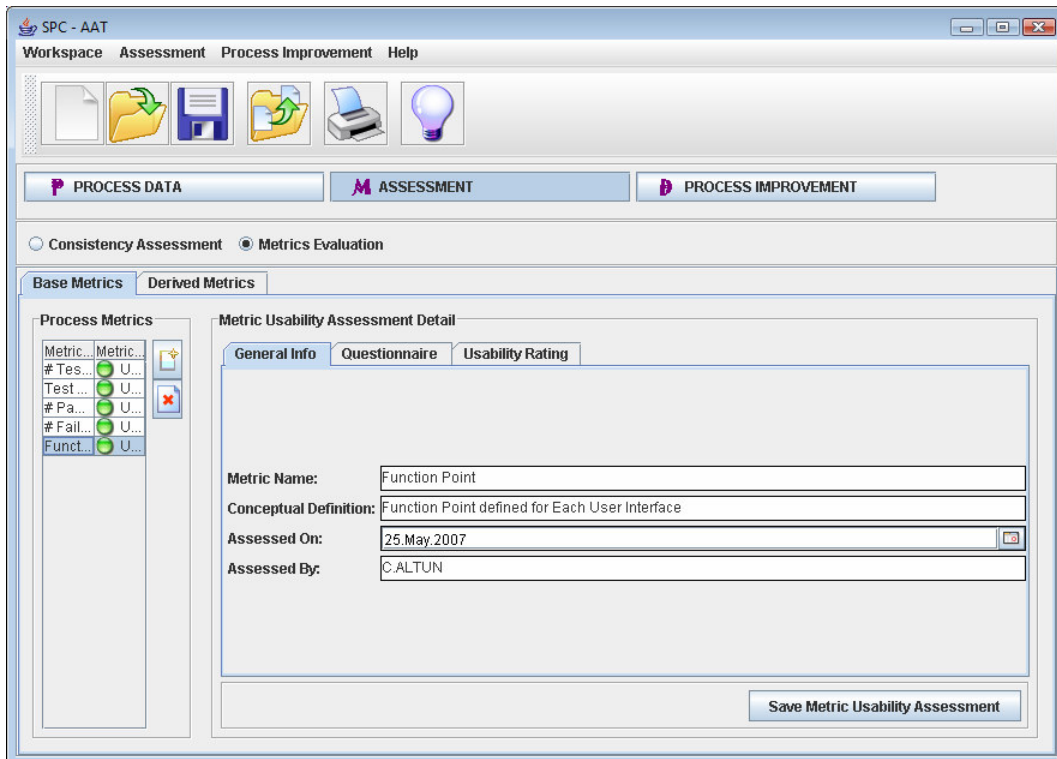 SPC - AAT
Workspace Assessment Process Improvement Help
P PROCESS DATA
M ASSESSMENT
PROCESS IMPROVEMENT
Consistency Assessment
Metrics Evaluation
Base Metrics
Derived Metrics
Process Metrics
Metric... Metric...
# Tes... U...
Test ... U...
# Pa... U...
# Fail... U...
Funct... U...
Metric Usability Assessment Detail
General Info
Questionnaire
Usability Rating
Metric Name: Function Point
Conceptual Definition: Function Point defined for Each User Interface
Assessed On: 25.May.2007
Assessed By: C.ALTUN
Save Metric Usability Assessment